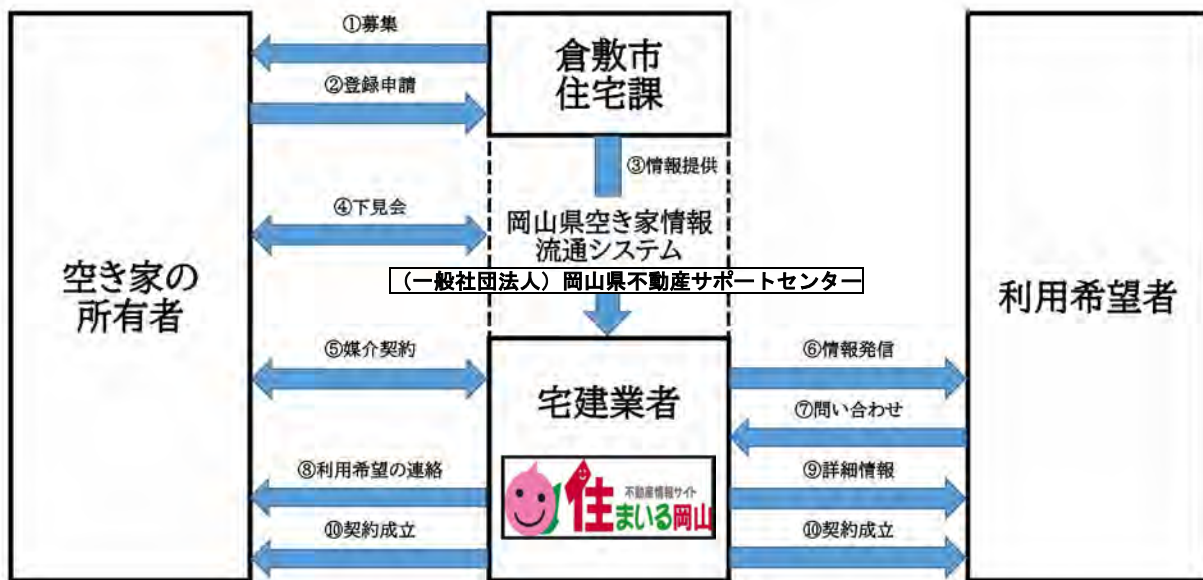 ①募集
倉敷市
住宅課
②登録申請
③情報提供
④下見会
岡山県空き家情報
流通システム
(一般社団法人)岡山県不動産サポートセンター
空き家の
所有者
利用希望者
⑤媒介契約
⑥情報発信
宅建業者
⑦問い合わせ
⑧利用希望の連絡
不動産情報サイト
住まいる岡山
⑨詳細情報
⑩契約成立
⑩契約成立